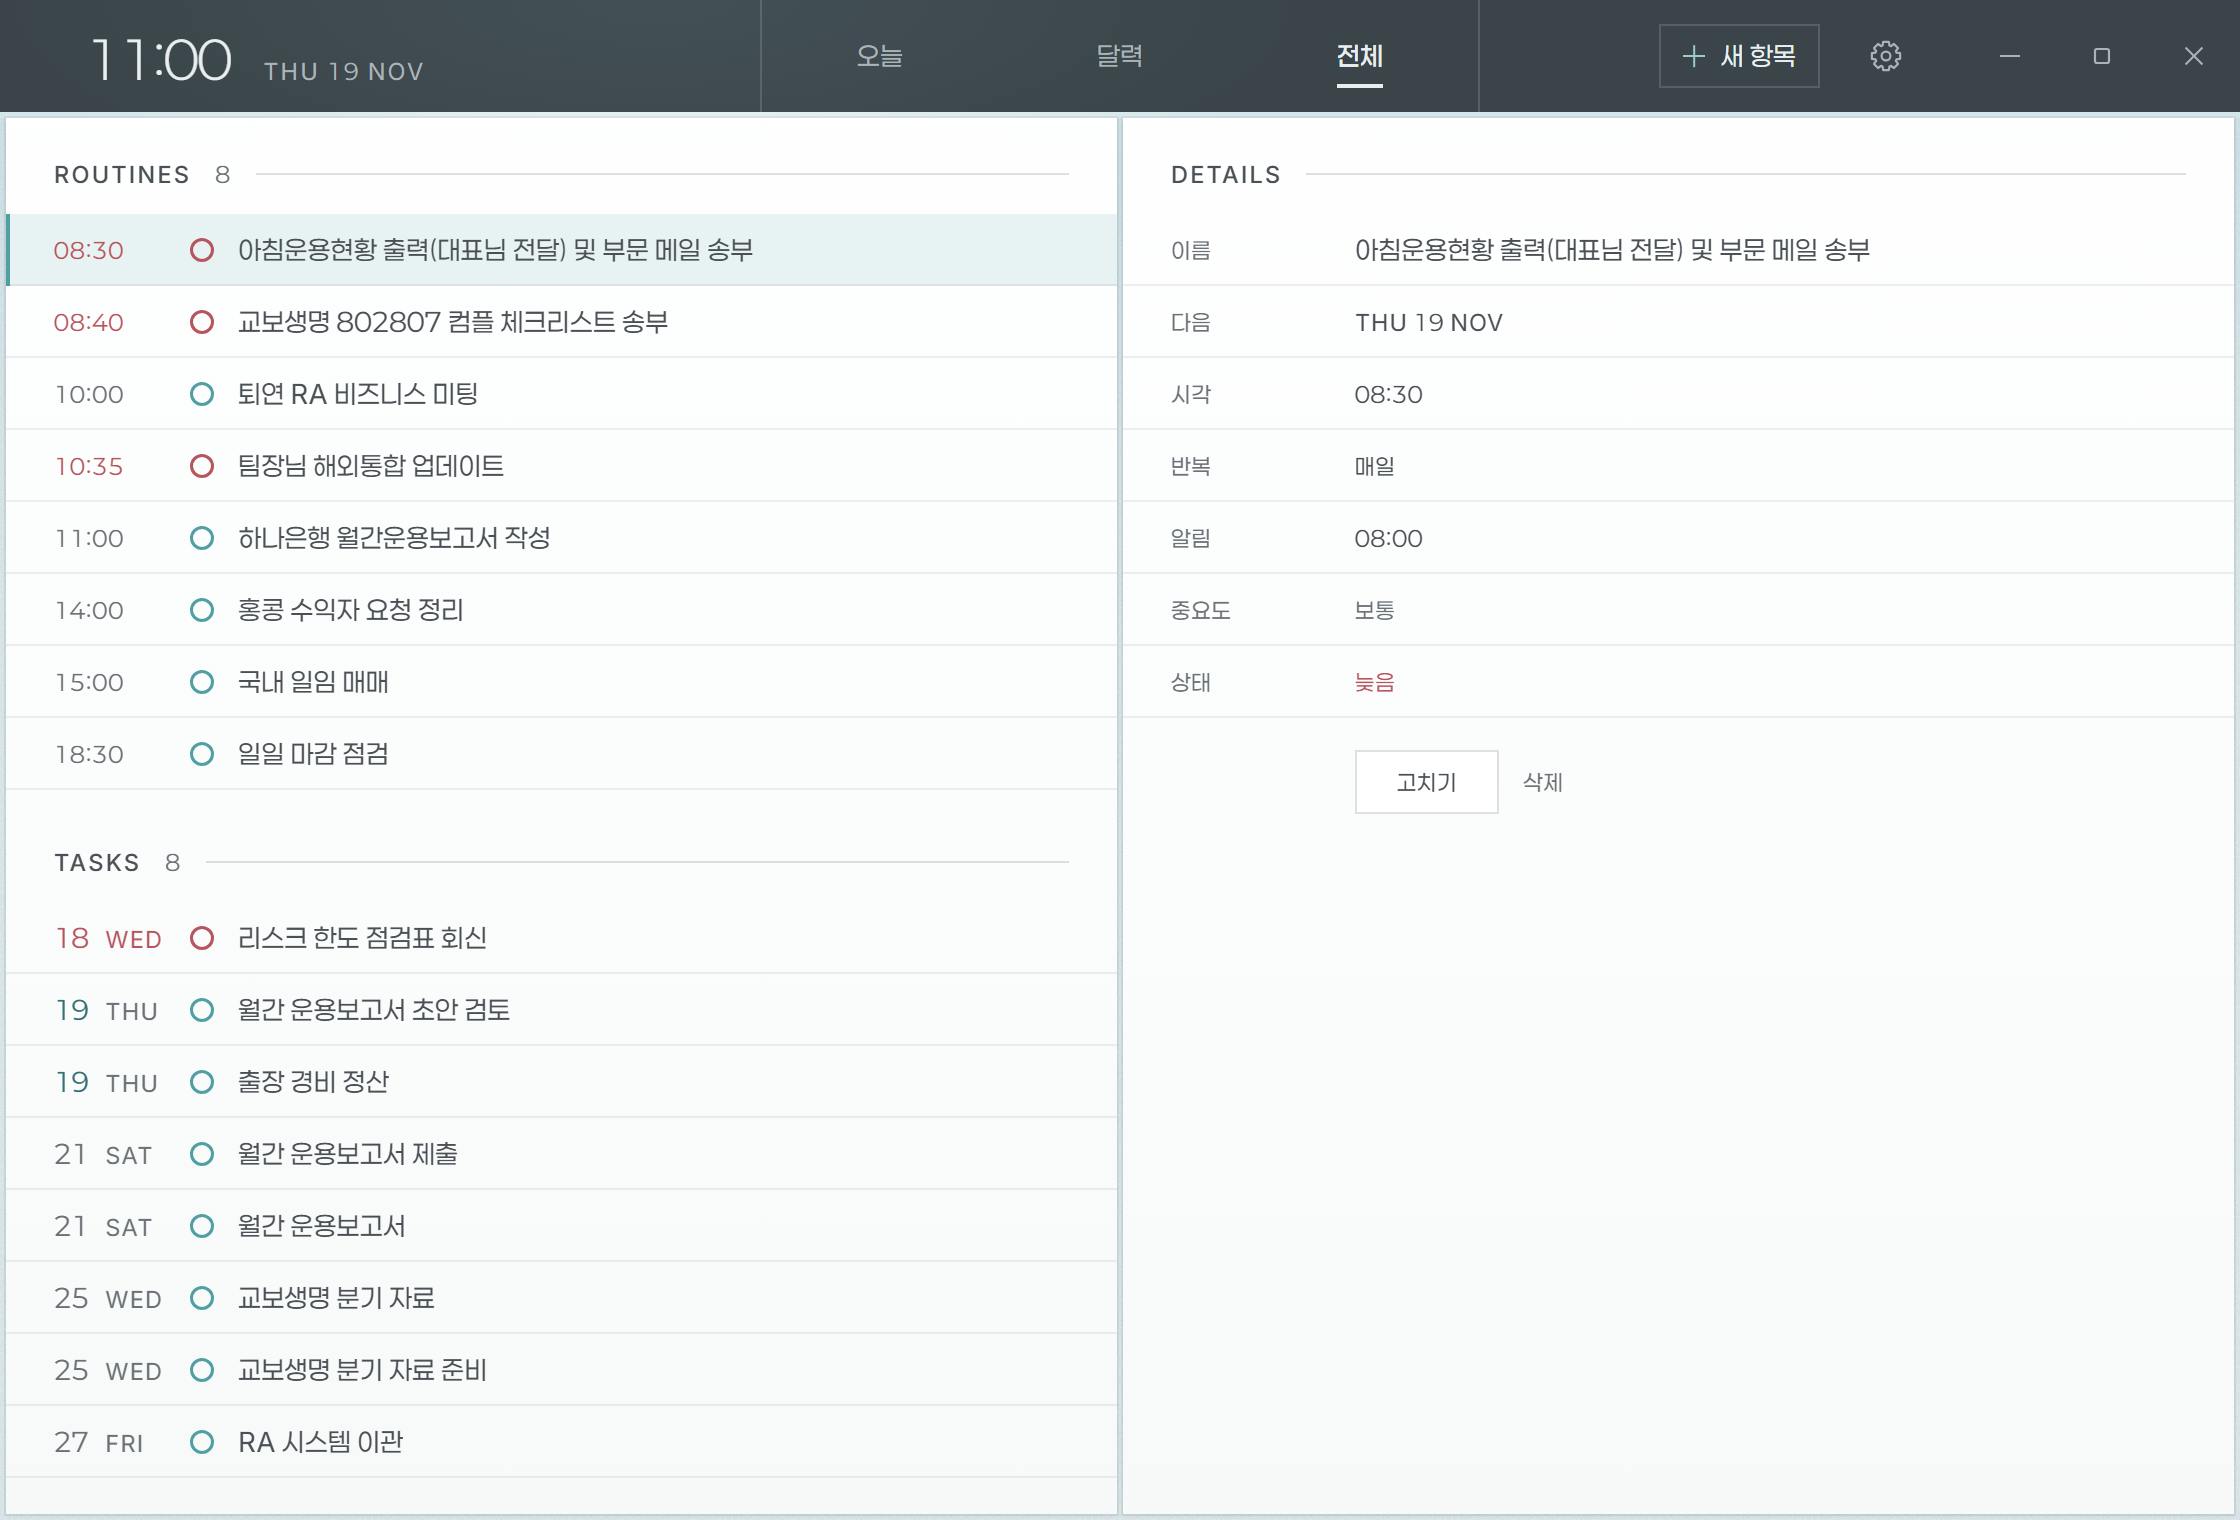 11:00 THU 19 NOV
오늘
달력
전체
새 항목
ROUTINES 8
08:30 아침운용현황 출력(대표님 전달) 및 부문 메일 송부
08:40 교보생명 802807 컴플 체크리스트 송부
10:00 퇴연 RA 비즈니스 미팅
10:35 팀장님 해외통합 업데이트
11:00 하나은행 월간운용보고서 작성
14:00 홍콩 수익자 요청 정리
15:00 국내 일임 매매
18:30 일일 마감 점검
TASKS 8
18 WED 리스크 한도 점검표 회신
19 THU 월간 운용보고서 초안 검토
19 THU 출장 경비 정산
21 SAT 월간 운용보고서 제출
21 SAT 월간 운용보고서
25 WED 교보생명 분기 자료
25 WED 교보생명 분기 자료 준비
27 FRI RA 시스템 이관
DETAILS
이름 아침운용현황 출력(대표님 전달) 및 부문 메일 송부
다음 THU 19 NOV
시각 08:30
반복 매일
알림 08:00
중요도 보통
상태 늦음
고치기 삭제